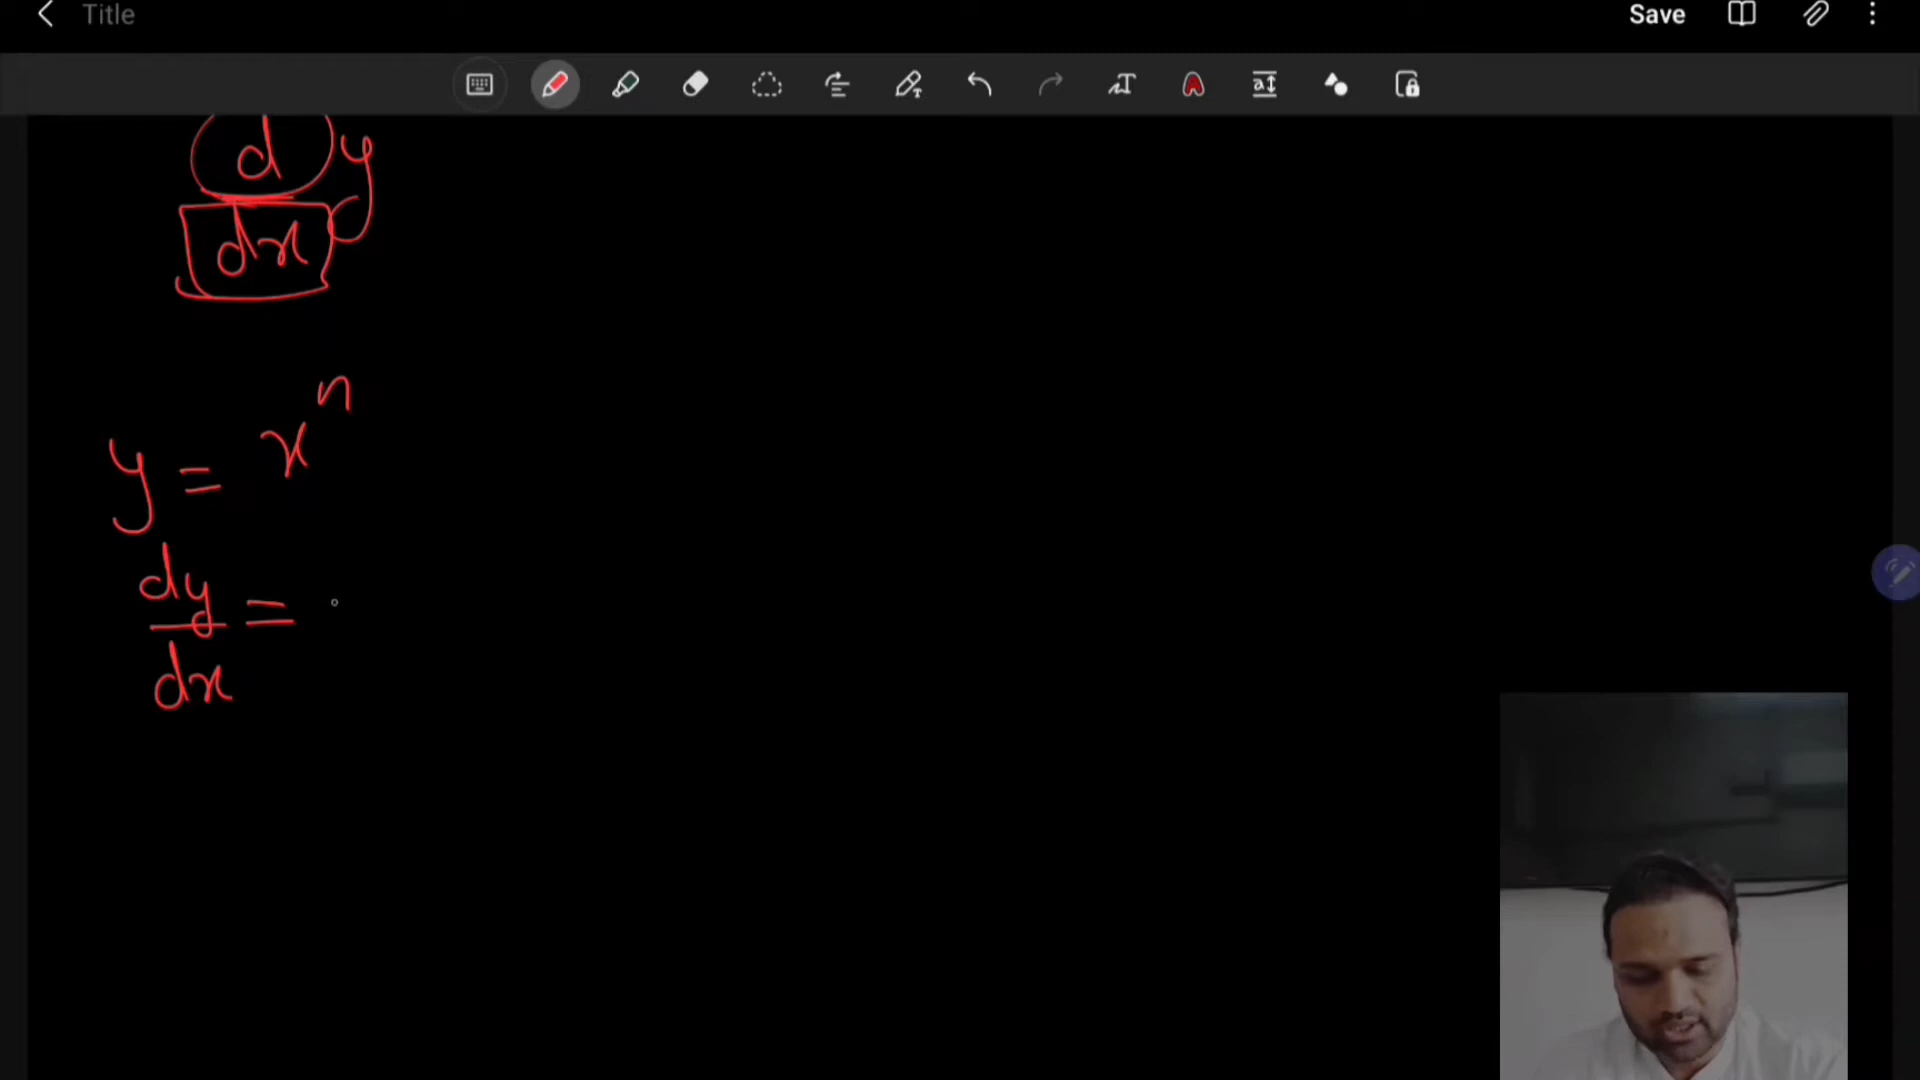 Title Save
d y
dx
y = x^n
dy
dx =